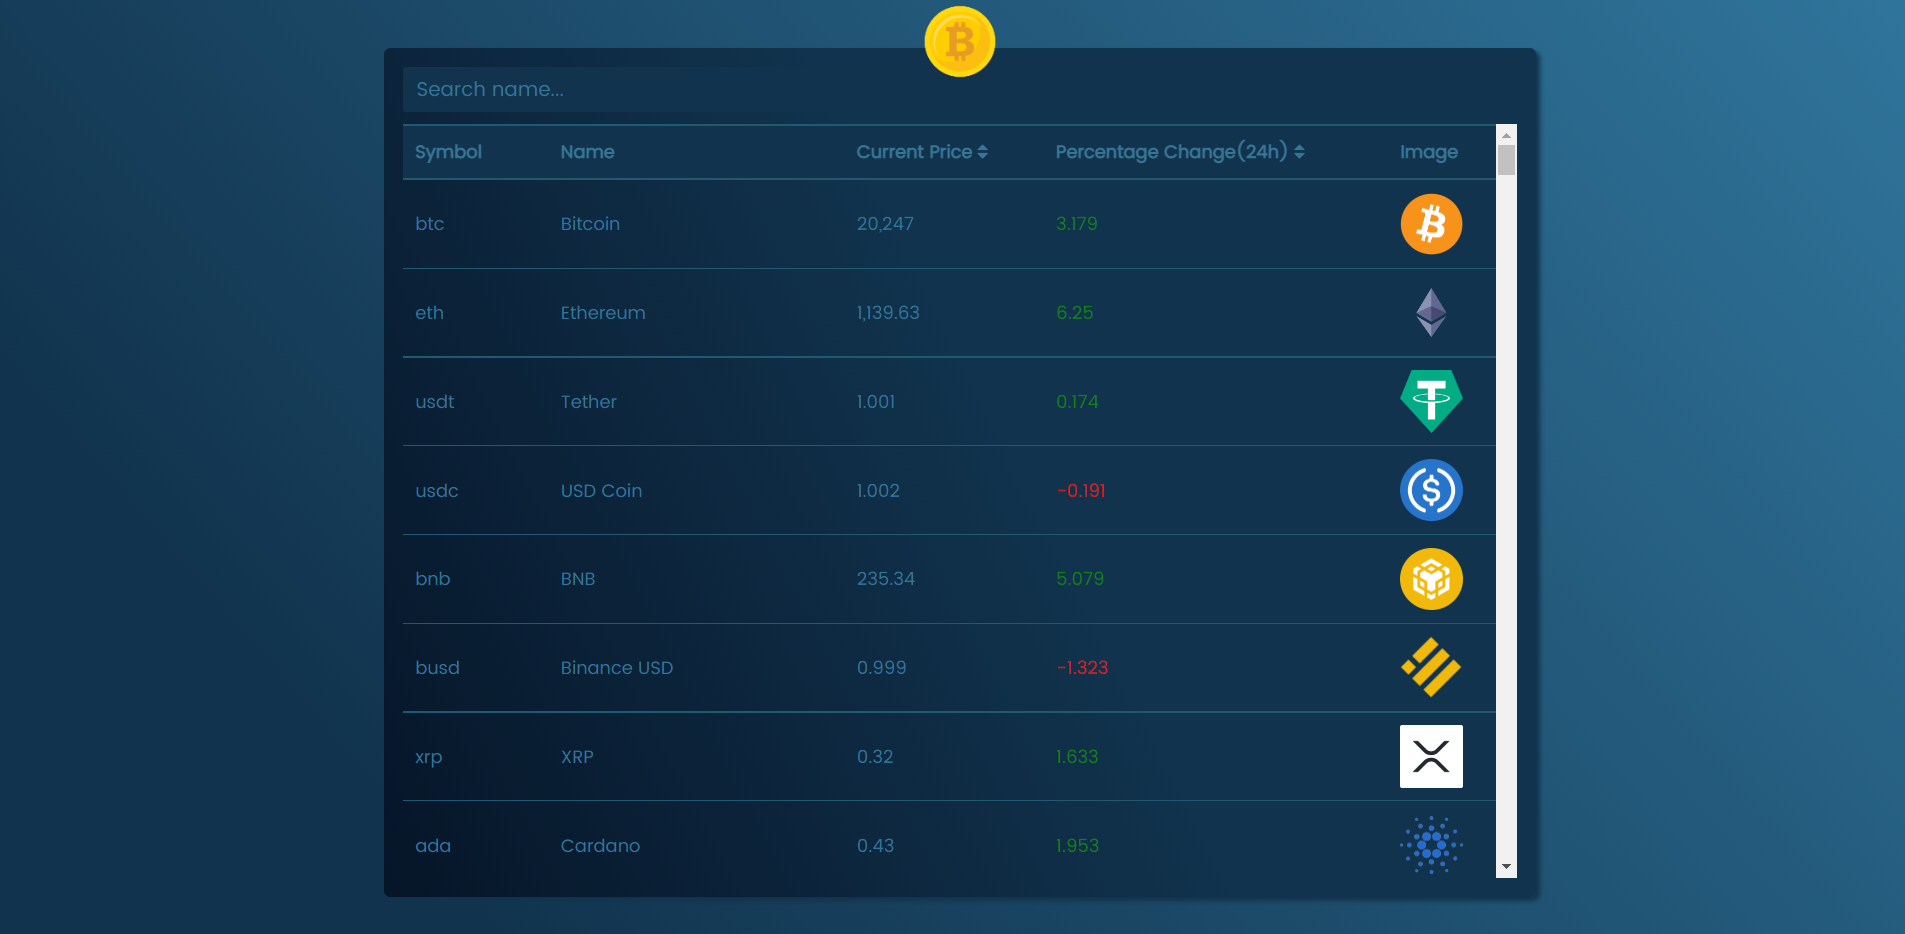 Search name...
Symbol Name Current Price Percentage Change(24h) Image
btc Bitcoin 20,247 3.179
eth Ethereum 1,139.63 6.25
usdt Tether 1.001 0.174
usdc USD Coin 1.002 -0.191
bnb BNB 235.34 5.079
busd Binance USD 0.999 -1.323
xrp XRP 0.32 1.633
ada Cardano 0.43 1.953